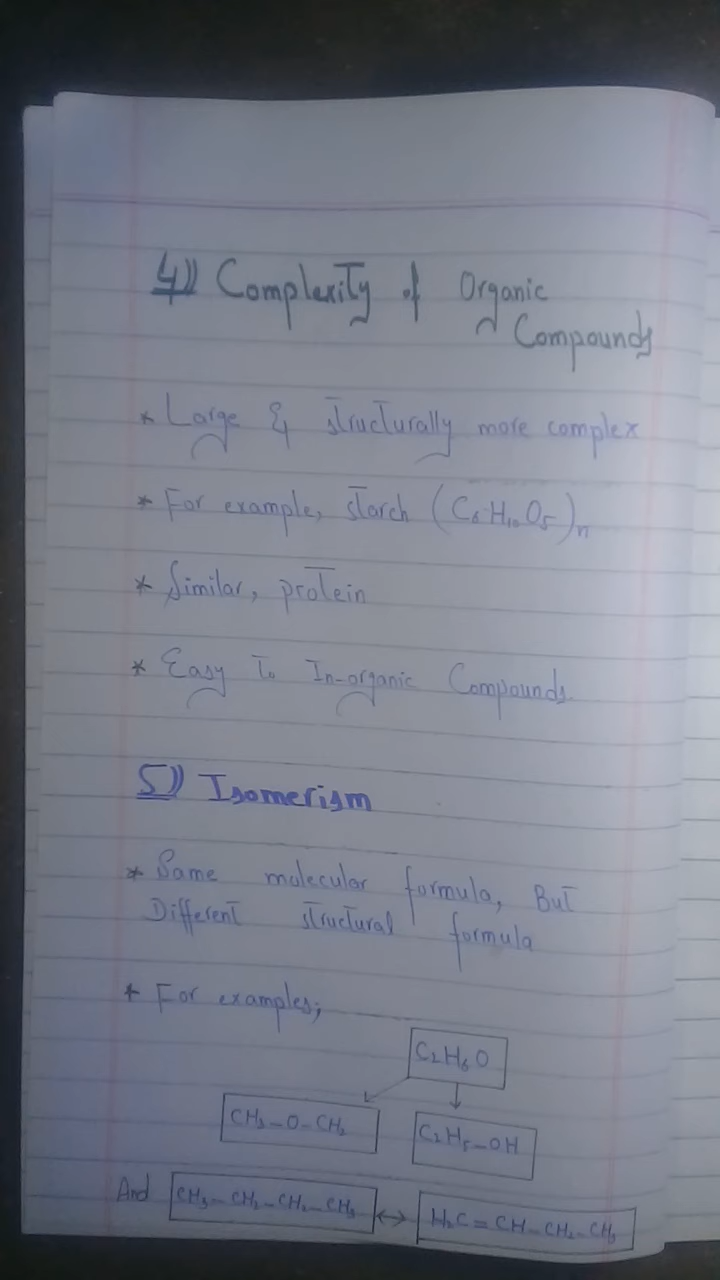 4)) Complexity of Organic
Compounds
* Large & structurally more complex
* For example, starch (C₆H₁₀O₅)n
* Similar, protein
* Easy to In-organic Compounds.
5)) Isomerism
* Same molecular formula, But
Different structural formula
* For examples;
C₂H₆O
CH₃-O-CH₂
C₂H₅-OH
And CH₃-CH₂-CH₂-CH₃ ↔ H₂C=CH-CH₂-CH₃